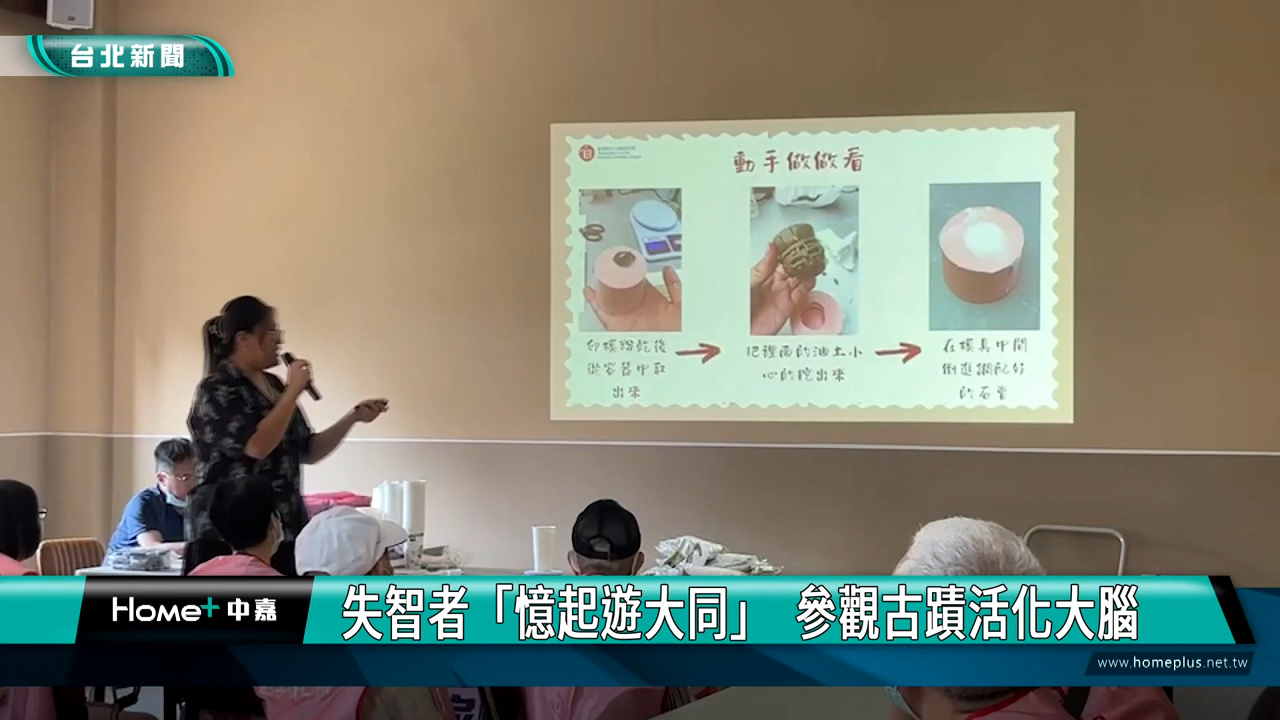 台北新聞
動手做做看
印模粉乾後
從容器中取
出來
把裡面的油土小
心的挖出來
在模具中間
倒進調配好
的石膏
Home+中嘉
失智者「憶起遊大同」 參觀古蹟活化大腦
www.homeplus.net.tw